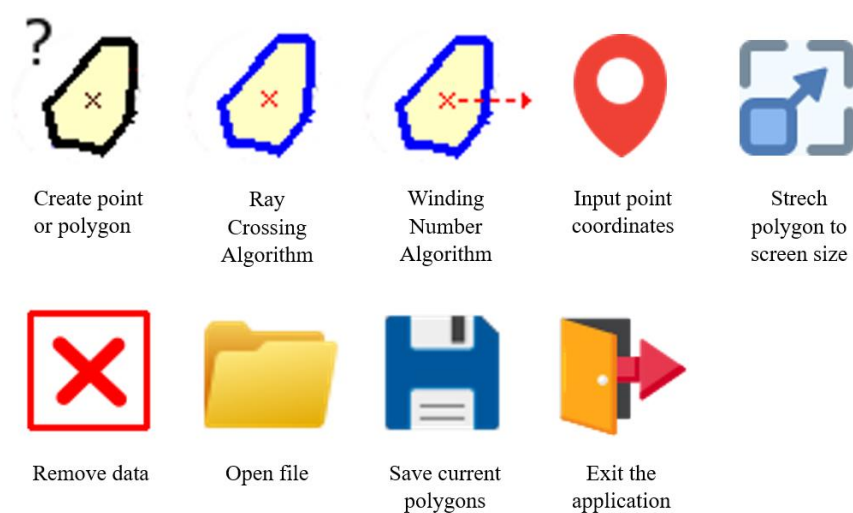 ?
Create point
or polygon
Ray
Crossing
Algorithm
Winding
Number
Algorithm
Input point
coordinates
Strech
polygon to
screen size
Remove data
Open file
Save current
polygons
Exit the
application